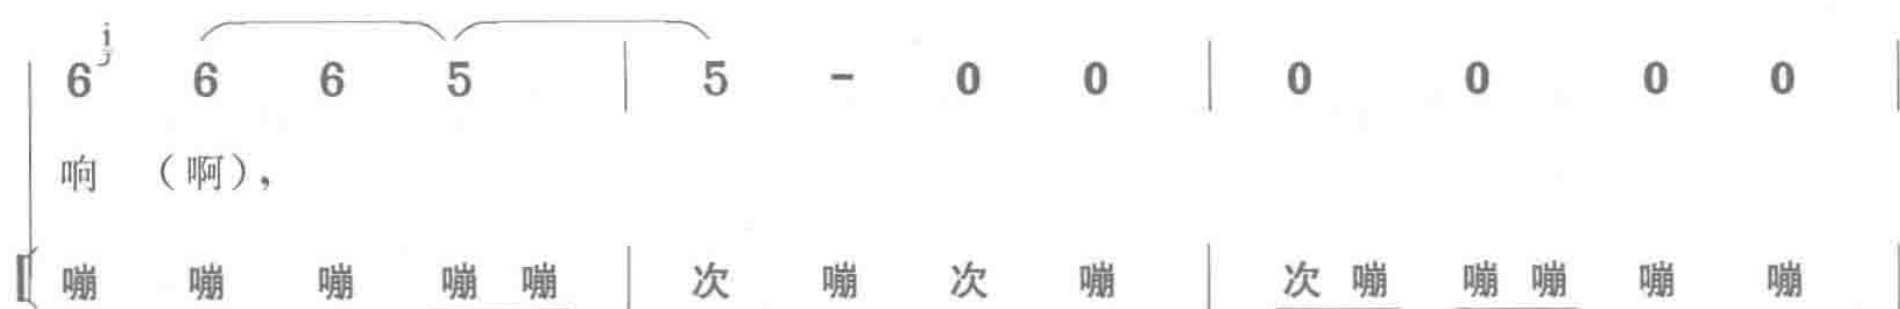 6 i 6 6 5 | 5 - 0 0 | 0 0 0 0 |
响 （啊），
嘣 嘣 嘣 嘣 嘣 | 次 嘣 次 嘣 | 次 嘣 嘣 嘣 嘣 嘣 |